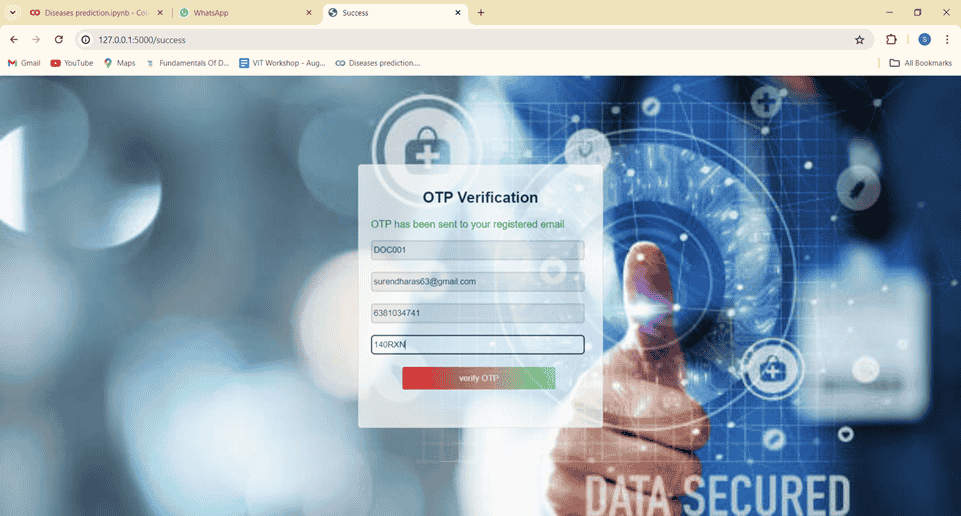 Diseases prediction.ipynb - Col
WhatsApp
Success
127.0.0.1:5000/success
Gmail
YouTube
Maps
Fundamentals Of D...
VIT Workshop - Aug...
Diseases prediction....
All Bookmarks
OTP Verification
OTP has been sent to your registered email
DOC001
surendharas63@gmail.com
6381034741
140RXN
verify OTP
DATA SECURED